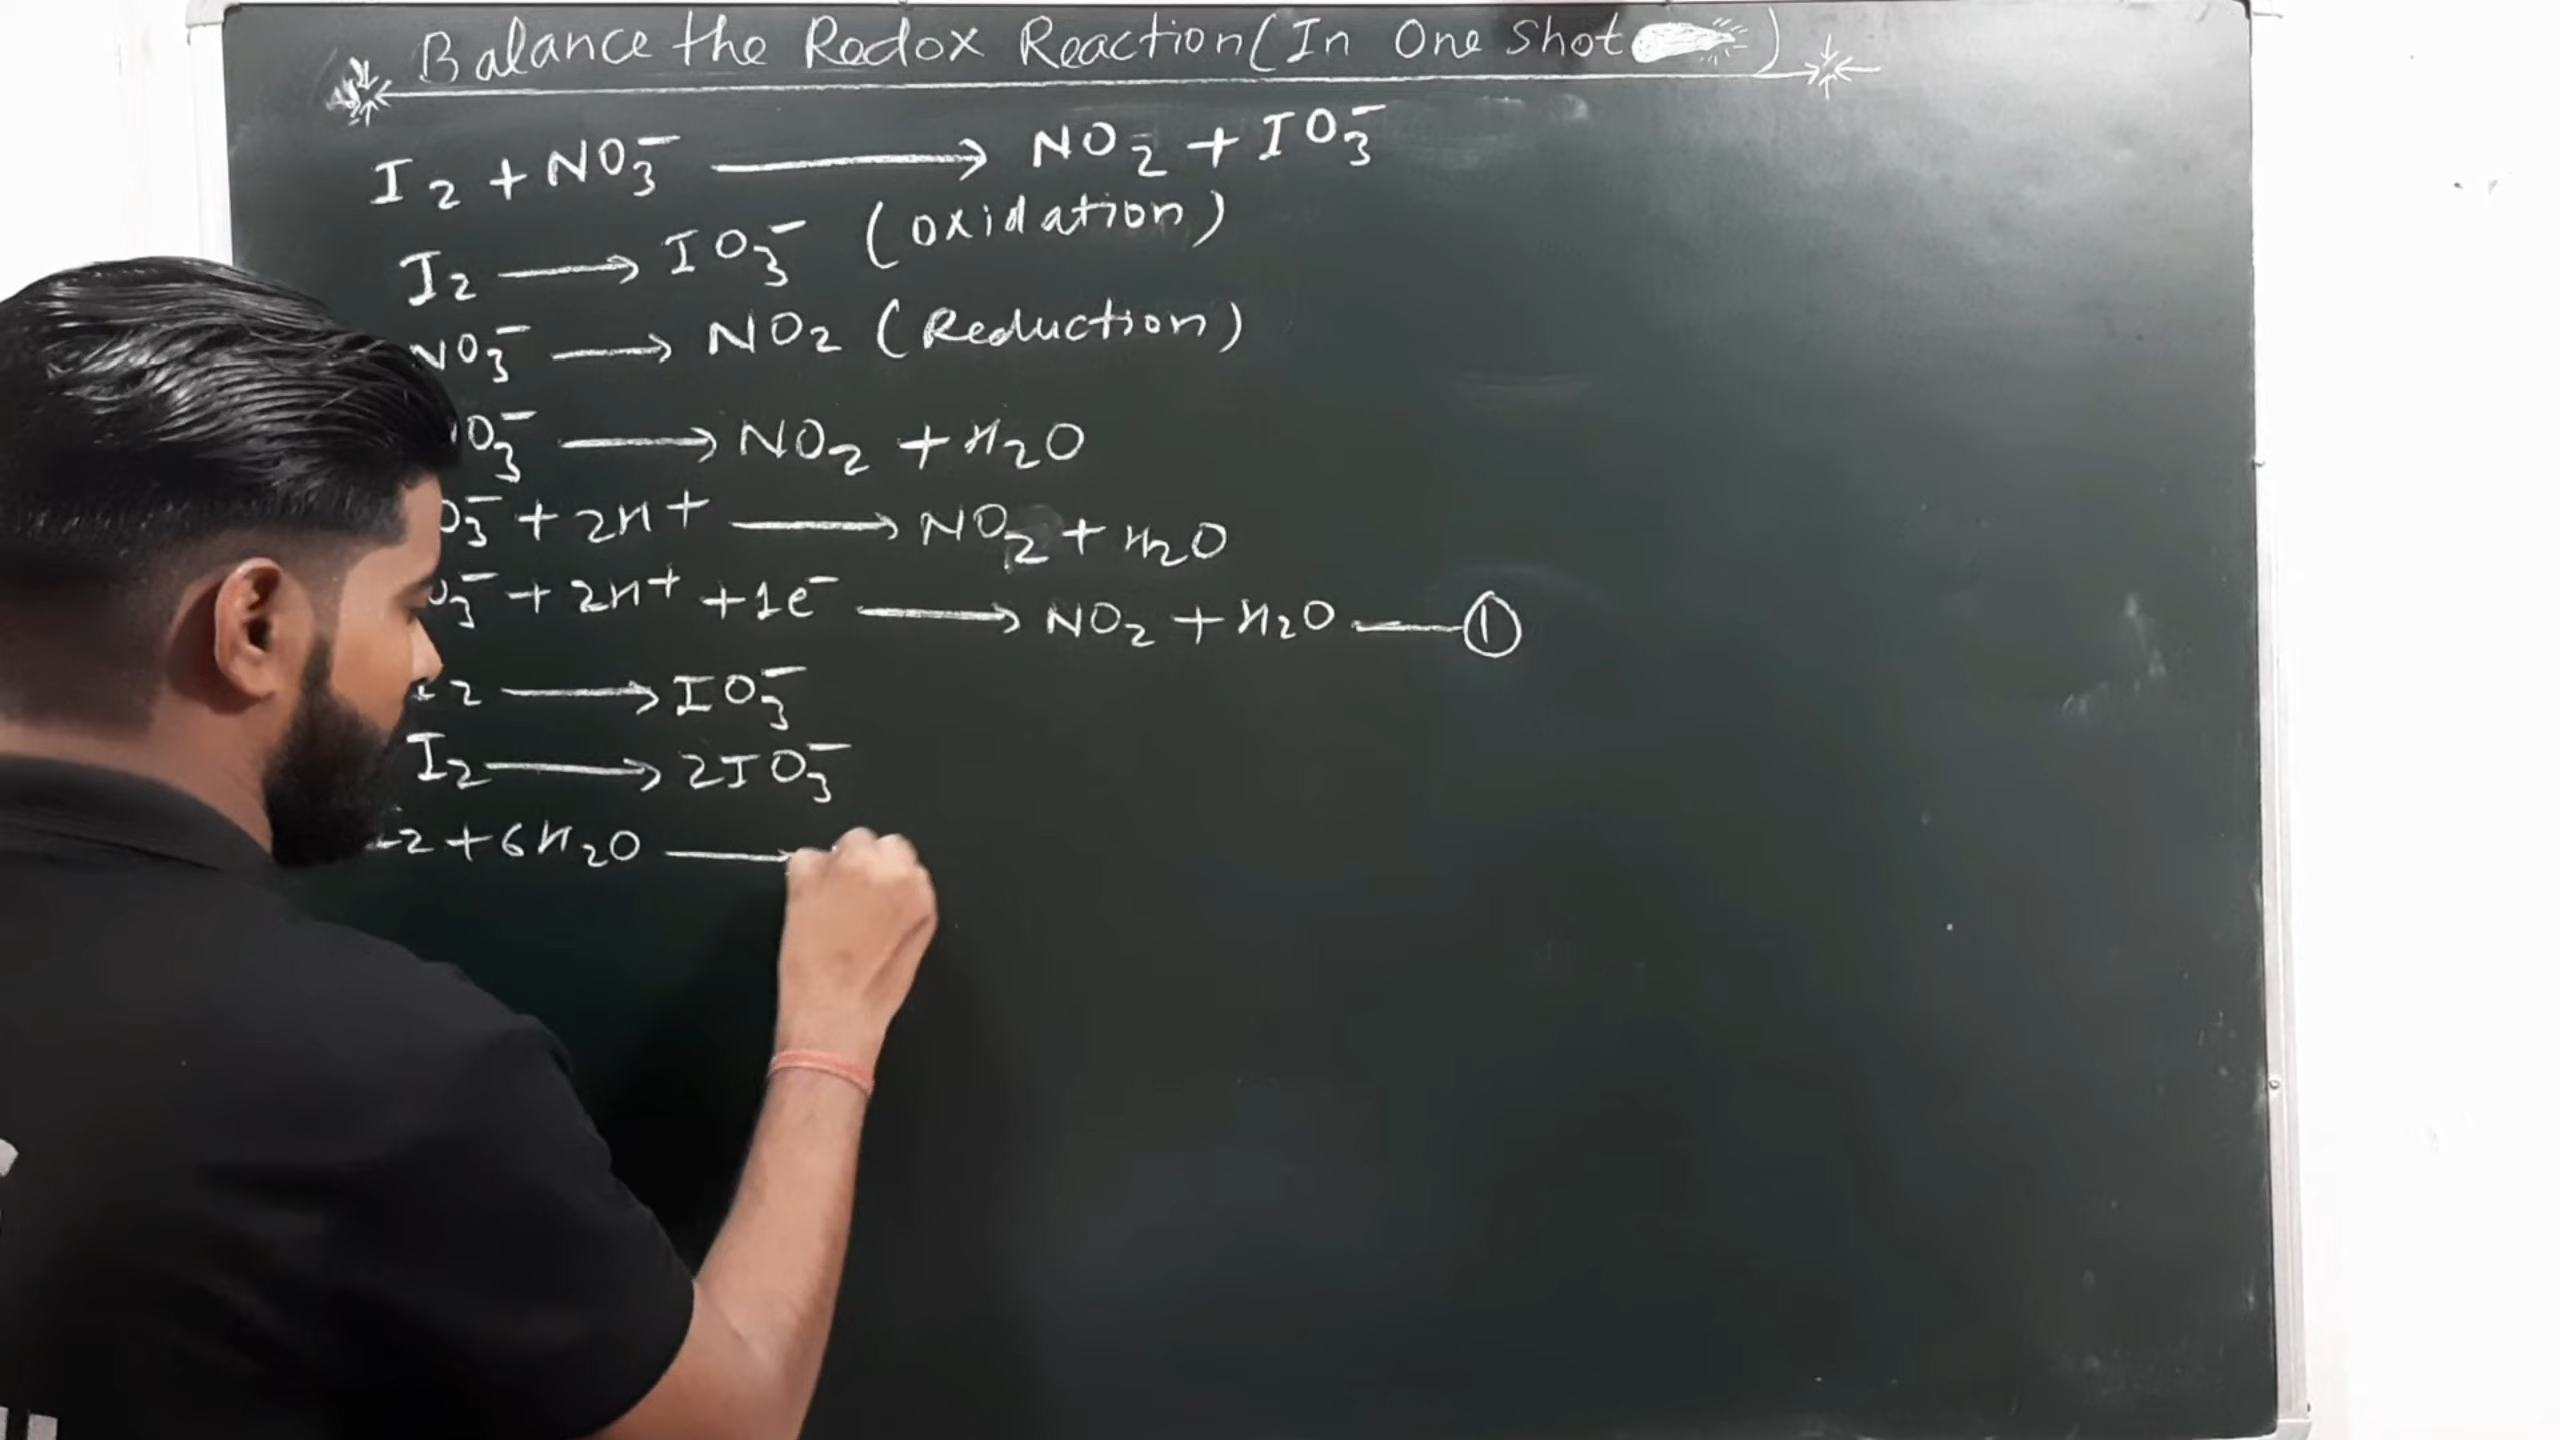 Balance the Redox Reaction (In One Shot)
I₂ + NO₃⁻ ⟶ NO₂ + IO₃⁻
I₂ ⟶ IO₃⁻ (Oxidation)
NO₃⁻ ⟶ NO₂ (Reduction)
O₃⁻ ⟶ NO₂ + H₂O
O₃⁻ + 2H⁺ ⟶ NO₂ + H₂O
O₃⁻ + 2H⁺ + 1e⁻ ⟶ NO₂ + H₂O — ①
I₂ ⟶ IO₃⁻
I₂ ⟶ 2IO₃⁻
2 + 6H₂O ⟶